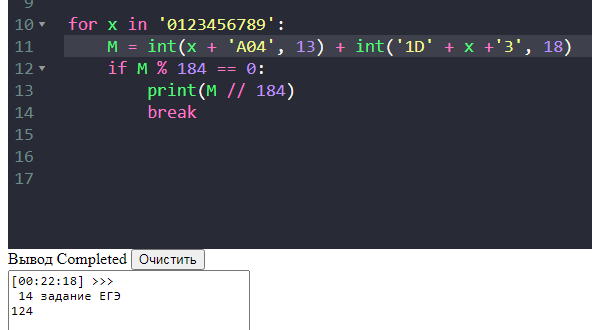 9
10 for x in '0123456789':
11 M = int(x + 'A04', 13) + int('1D' + x +'3', 18)
12 if M % 184 == 0:
13 print(M // 184)
14 break
15
16
17
Вывод Completed Очистить
[00:22:18] >>>
14 задание ЕГЭ
124